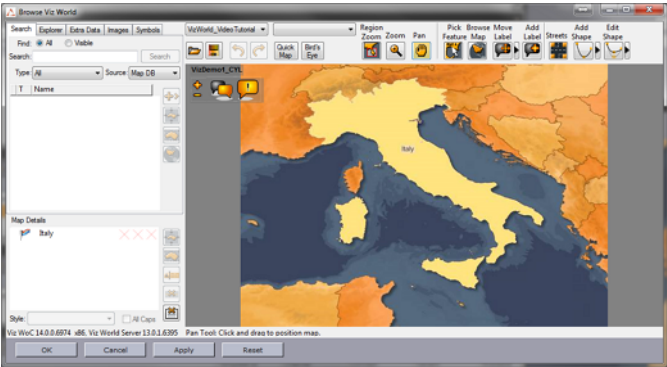 Browse Viz World
Search Explorer Extra Data Images Symbols
Find: All Visible
Search: Search
Type: All Source: Map DB
T Name
Map Details
Italy
Style: All Caps
VizWorld_VideoTutorial
Quick Map
Bird's Eye
Region Zoom
Zoom
Pan
Pick Feature
Browse Map
Move Label
Add Label
Streets
Add Shape
Edit Shape
VizDemo1_CYL
Italy
Viz WoC 14.0.0.6974 x86, Viz World Server 13.0.1.6395 Pan Tool: Click and drag to position map.
OK Cancel Apply Reset